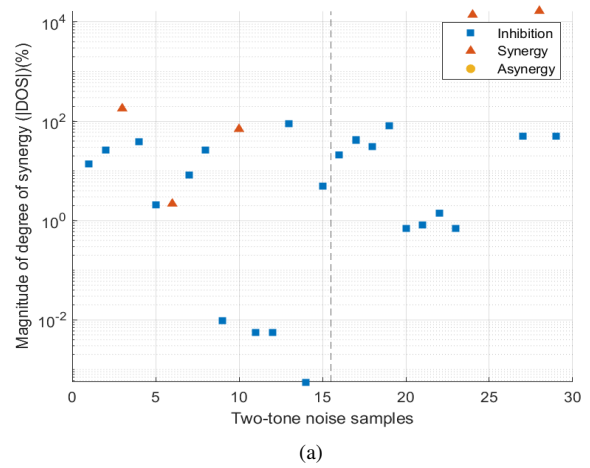 10^4
10^2
10^0
10^-2
Magnitude of degree of synergy (|DOS|)(%)
Inhibition
Synergy
Asynergy
0 5 10 15 20 25 30
Two-tone noise samples
(a)